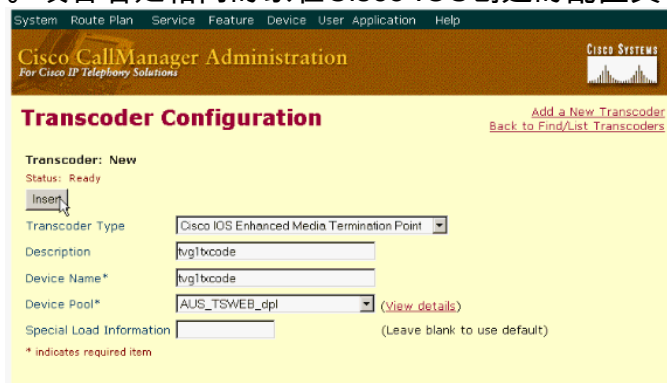 System Route Plan Service Feature Device User Application Help
Cisco CallManager Administration
For Cisco IP Telephony Solutions
CISCO SYSTEMS
Transcoder Configuration
Add a New Transcoder
Back to Find/List Transcoders
Transcoder: New
Status: Ready
Insert
Transcoder Type Cisco IOS Enhanced Media Termination Point
Description tvg1txcode
Device Name* tvg1txcode
Device Pool* AUS_TSWEB_dpl (View details)
Special Load Information (Leave blank to use default)
* indicates required item